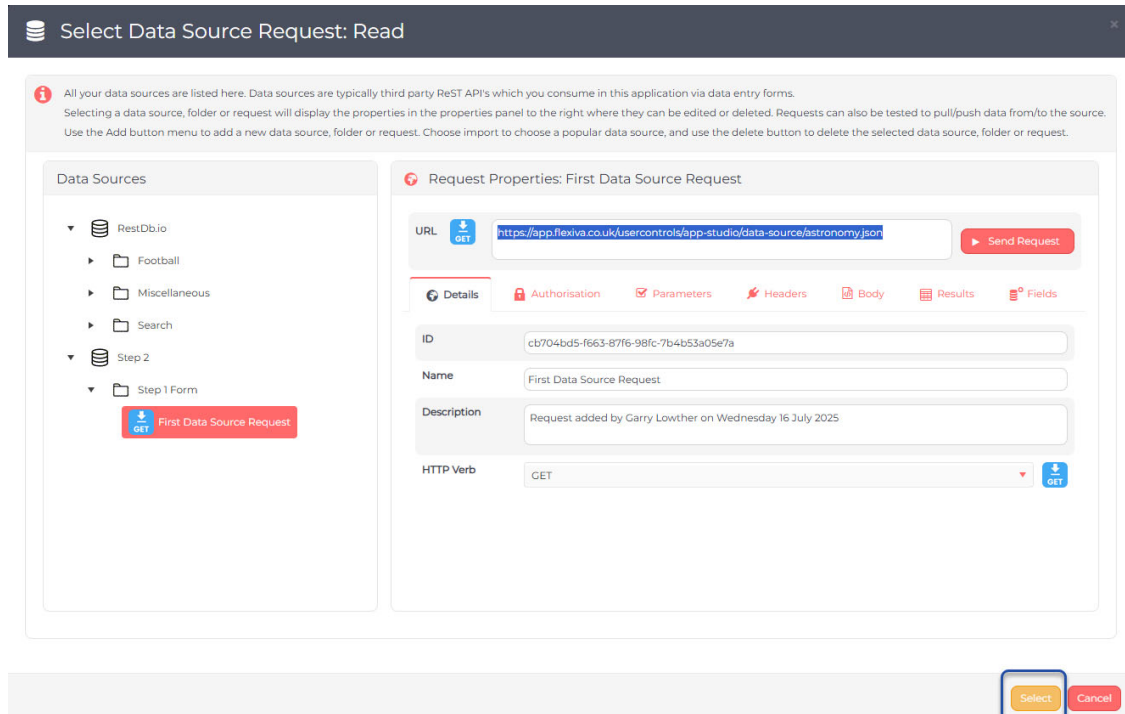 Select Data Source Request: Read
×
All your data sources are listed here. Data sources are typically third party ReST API's which you consume in this application via data entry forms.
Selecting a data source, folder or request will display the properties in the properties panel to the right where they can be edited or deleted. Requests can also be tested to pull/push data from/to the source.
Use the Add button menu to add a new data source, folder or request. Choose import to choose a popular data source, and use the delete button to delete the selected data source, folder or request.
Data Sources
RestDb.io
Football
Miscellaneous
Search
Step 2
Step 1 Form
GET First Data Source Request
Request Properties: First Data Source Request
URL GET https://app.flexiva.co.uk/usercontrols/app-studio/data-source/astronomy.json Send Request
Details Authorisation Parameters Headers Body Results Fields
ID cb704bd5-f663-87f6-98fc-7b4b53a05e7a
Name First Data Source Request
Description Request added by Garry Lowther on Wednesday 16 July 2025
HTTP Verb GET GET
Select Cancel